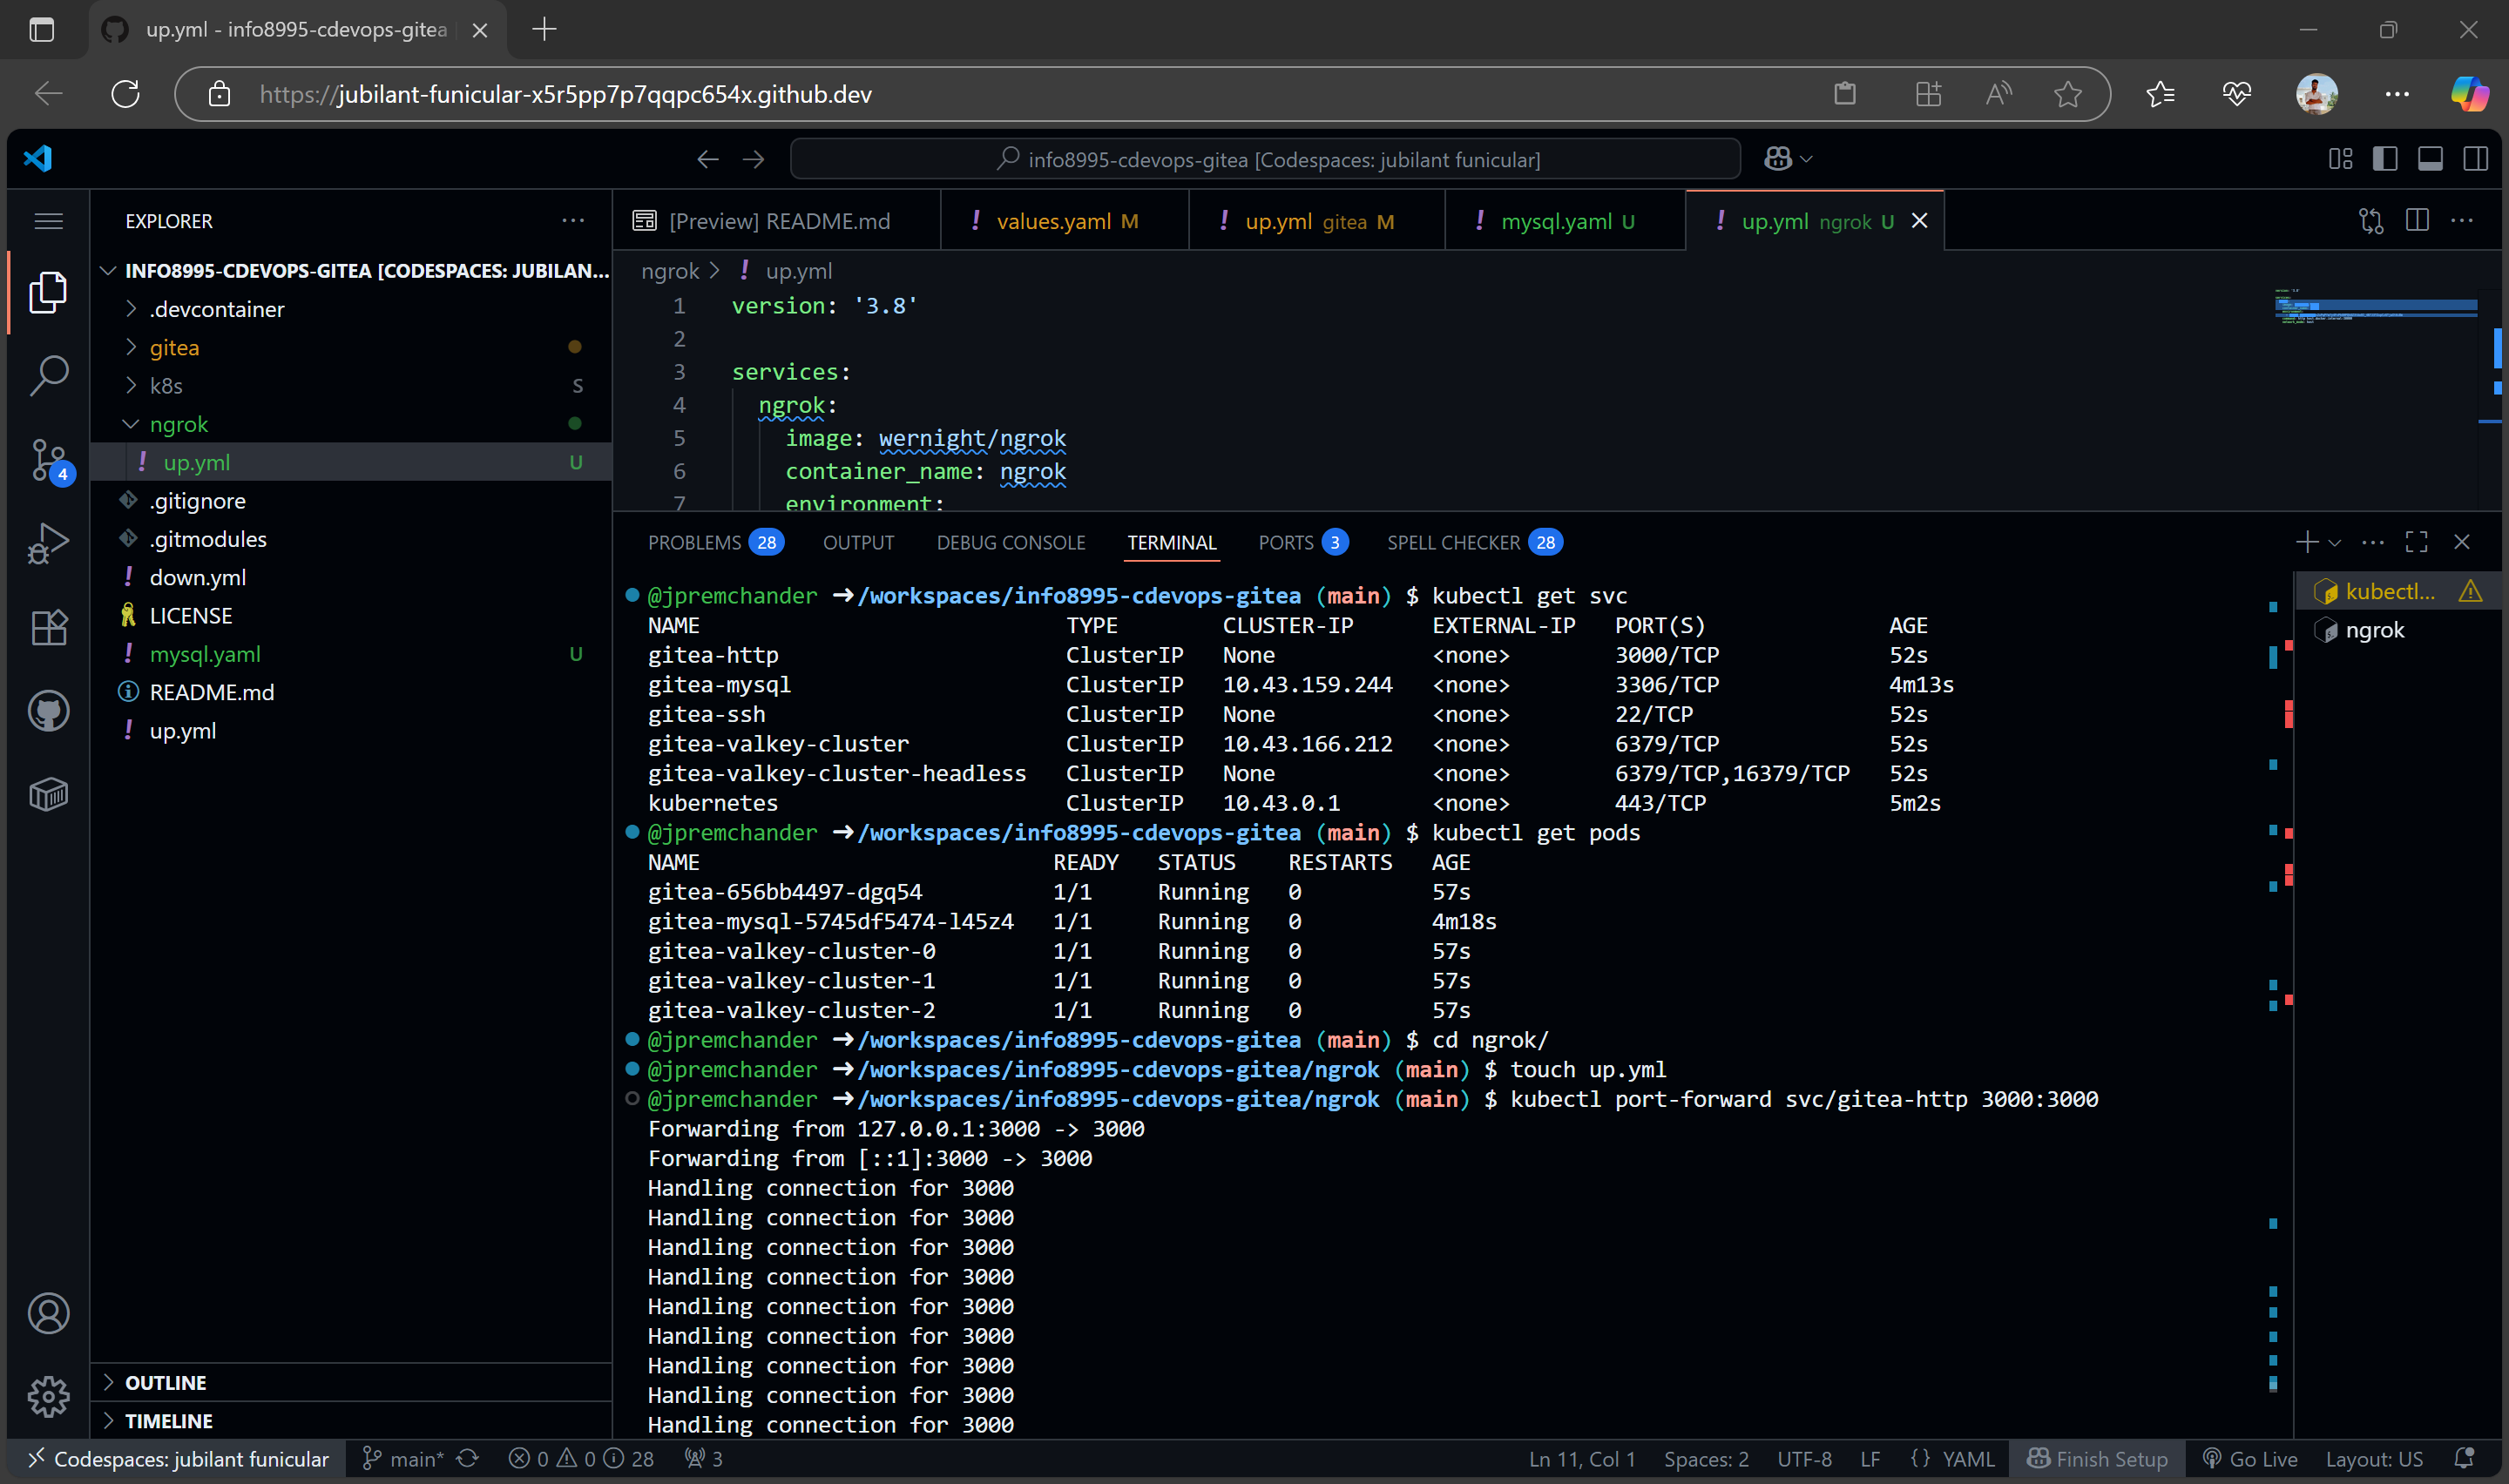 up.yml - info8995-cdevops-gitea
https://jubilant-funicular-x5r5pp7p7qqpc654x.github.dev
info8995-cdevops-gitea [Codespaces: jubilant funicular]
EXPLORER
INFO8995-CDEVOPS-GITEA [CODESPACES: JUBILAN...
.devcontainer
gitea
k8s S
ngrok
! up.yml U
.gitignore
.gitmodules
! down.yml
LICENSE
! mysql.yaml U
README.md
! up.yml
OUTLINE
TIMELINE
4
[Preview] README.md
! values.yaml M
! up.yml gitea M
! mysql.yaml U
! up.yml ngrok U
ngrok > ! up.yml
1 version: '3.8'
2
3 services:
4 ngrok:
5 image: wernight/ngrok
6 container_name: ngrok
7 environment:
PROBLEMS 28 OUTPUT DEBUG CONSOLE TERMINAL PORTS 3 SPELL CHECKER 28
@jpremchander ➜ /workspaces/info8995-cdevops-gitea (main) $ kubectl get svc
NAME TYPE CLUSTER-IP EXTERNAL-IP PORT(S) AGE
gitea-http ClusterIP None <none> 3000/TCP 52s
gitea-mysql ClusterIP 10.43.159.244 <none> 3306/TCP 4m13s
gitea-ssh ClusterIP None <none> 22/TCP 52s
gitea-valkey-cluster ClusterIP 10.43.166.212 <none> 6379/TCP 52s
gitea-valkey-cluster-headless ClusterIP None <none> 6379/TCP,16379/TCP 52s
kubernetes ClusterIP 10.43.0.1 <none> 443/TCP 5m2s
@jpremchander ➜ /workspaces/info8995-cdevops-gitea (main) $ kubectl get pods
NAME READY STATUS RESTARTS AGE
gitea-656bb4497-dgq54 1/1 Running 0 57s
gitea-mysql-5745df5474-l45z4 1/1 Running 0 4m18s
gitea-valkey-cluster-0 1/1 Running 0 57s
gitea-valkey-cluster-1 1/1 Running 0 57s
gitea-valkey-cluster-2 1/1 Running 0 57s
@jpremchander ➜ /workspaces/info8995-cdevops-gitea (main) $ cd ngrok/
@jpremchander ➜ /workspaces/info8995-cdevops-gitea/ngrok (main) $ touch up.yml
@jpremchander ➜ /workspaces/info8995-cdevops-gitea/ngrok (main) $ kubectl port-forward svc/gitea-http 3000:3000
Forwarding from 127.0.0.1:3000 -> 3000
Forwarding from [::1]:3000 -> 3000
Handling connection for 3000
Handling connection for 3000
Handling connection for 3000
Handling connection for 3000
Handling connection for 3000
Handling connection for 3000
Handling connection for 3000
Handling connection for 3000
Handling connection for 3000
kubectl...
ngrok
Codespaces: jubilant funicular main* 0 0 28 3 Ln 11, Col 1 Spaces: 2 UTF-8 LF {} YAML Finish Setup Go Live Layout: US